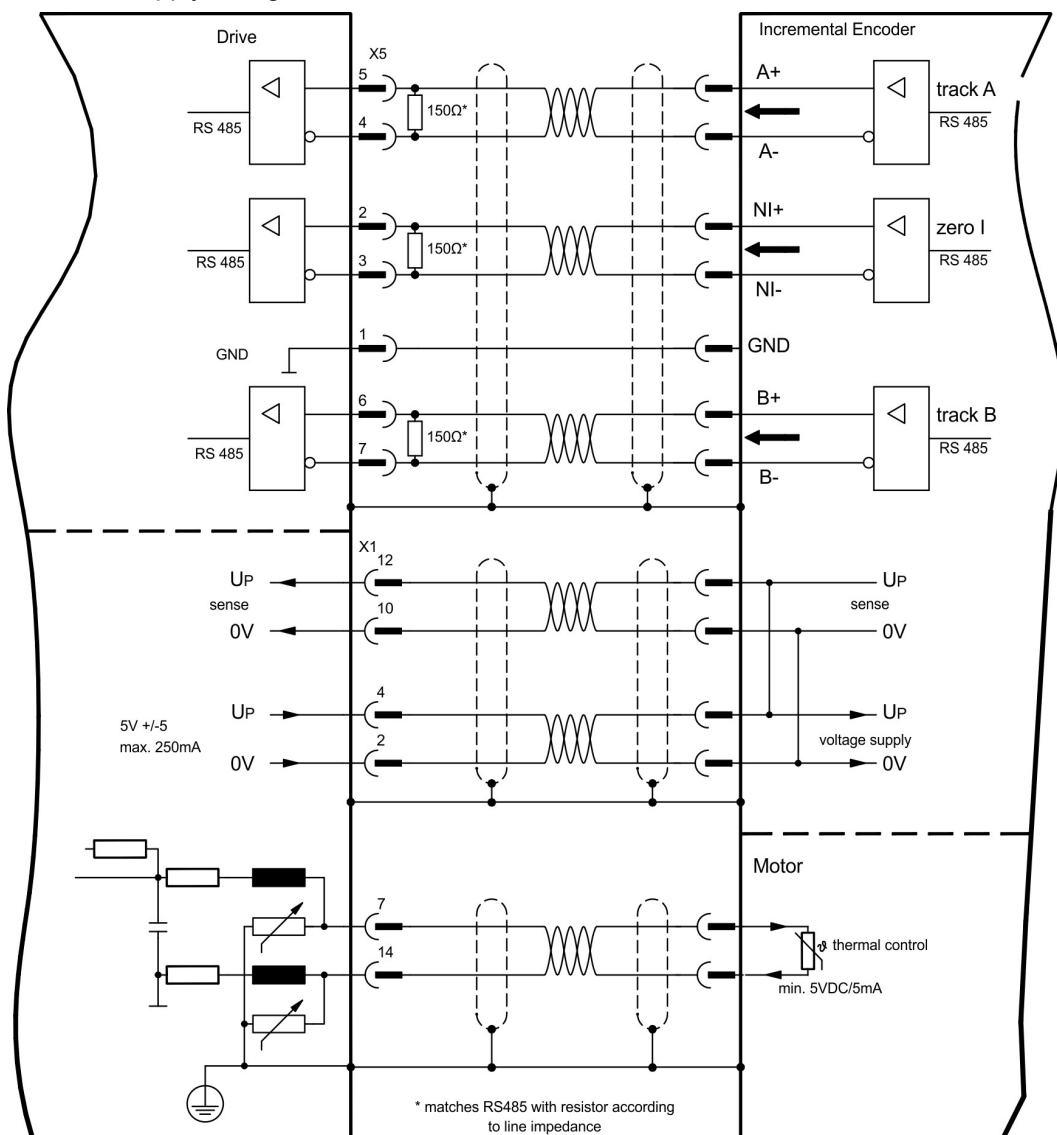 Drive
Incremental Encoder
X5
5
A+
track A
150Ω*
RS 485
RS 485
4
A-
2
NI+
zero I
150Ω*
RS 485
RS 485
3
NI-
1
GND
GND
6
B+
track B
150Ω*
RS 485
RS 485
7
B-
X1
12
UP
UP
sense
sense
10
0V
0V
4
UP
UP
5V +/-5
max. 250mA
voltage supply
2
0V
0V
Motor
7
ϑ thermal control
14
min. 5VDC/5mA
* matches RS485 with resistor according
to line impedance